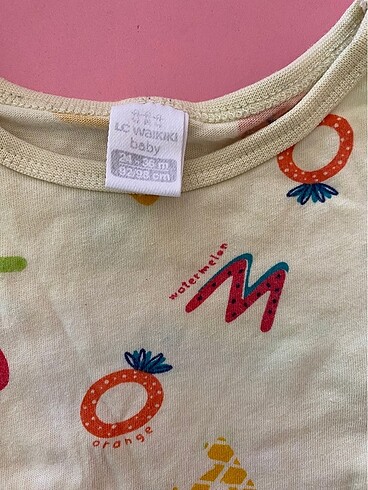 LC WAIKIKI
baby
24 - 36 m
92/98 cm
watermelon
M
orange